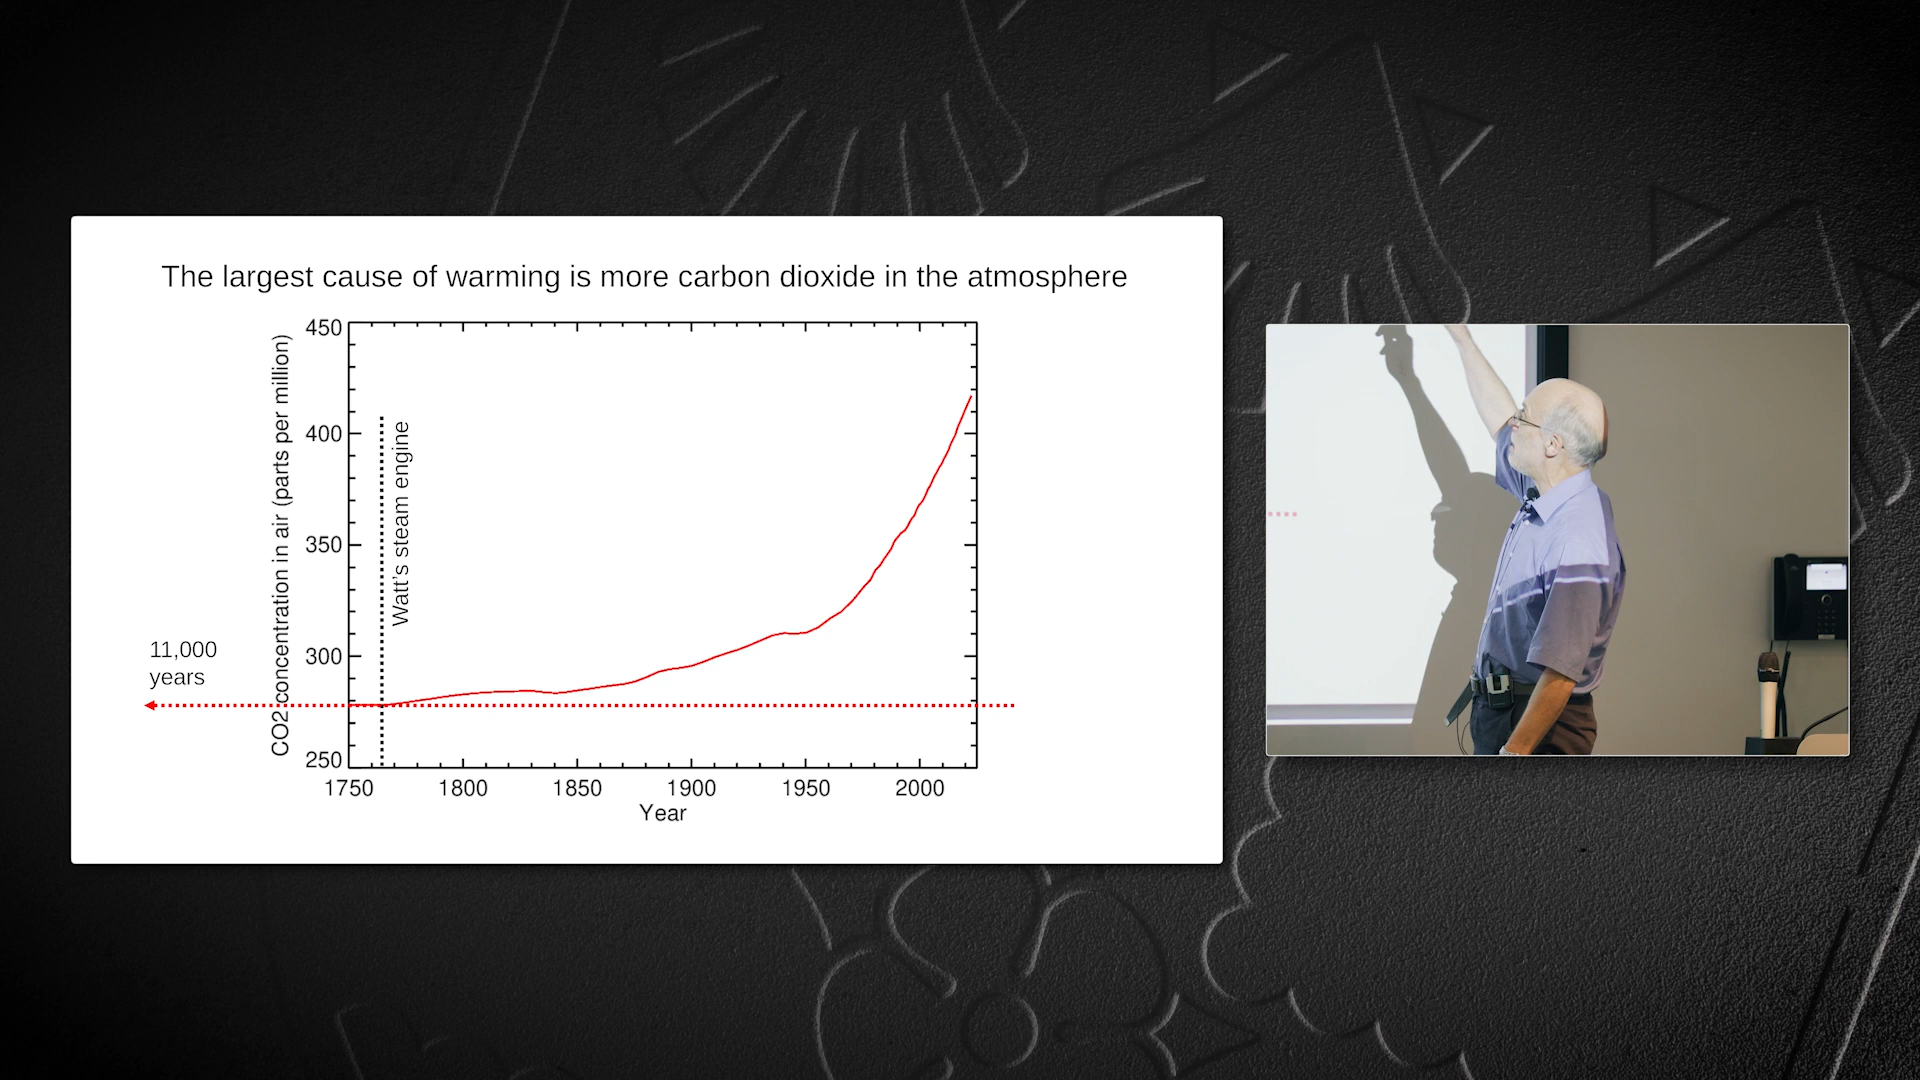 The largest cause of warming is more carbon dioxide in the atmosphere
CO2 concentration in air (parts per million)
450
400
350
300
250
Watt's steam engine
11,000
years
1750 1800 1850 1900 1950 2000
Year